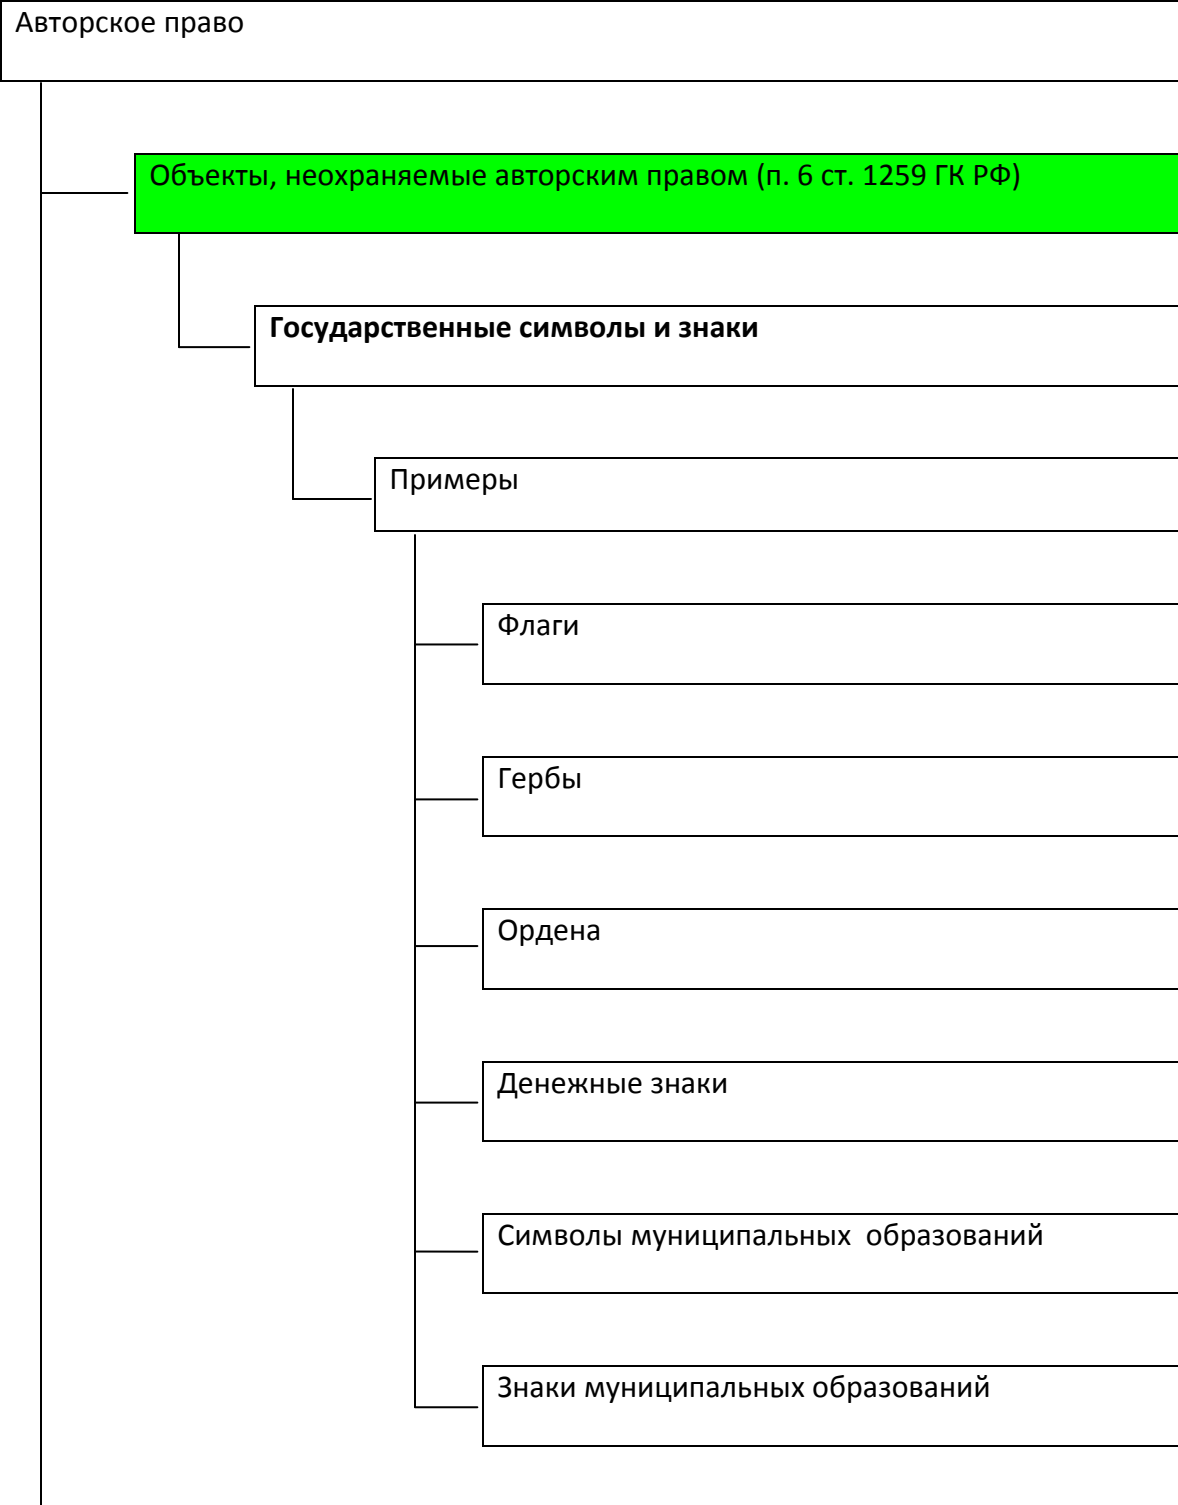 Авторское право
Объекты, неохраняемые авторским правом (п. 6 ст. 1259 ГК РФ)
Государственные символы и знаки
Примеры
Флаги
Гербы
Ордена
Денежные знаки
Символы муниципальных  образований
Знаки муниципальных образований